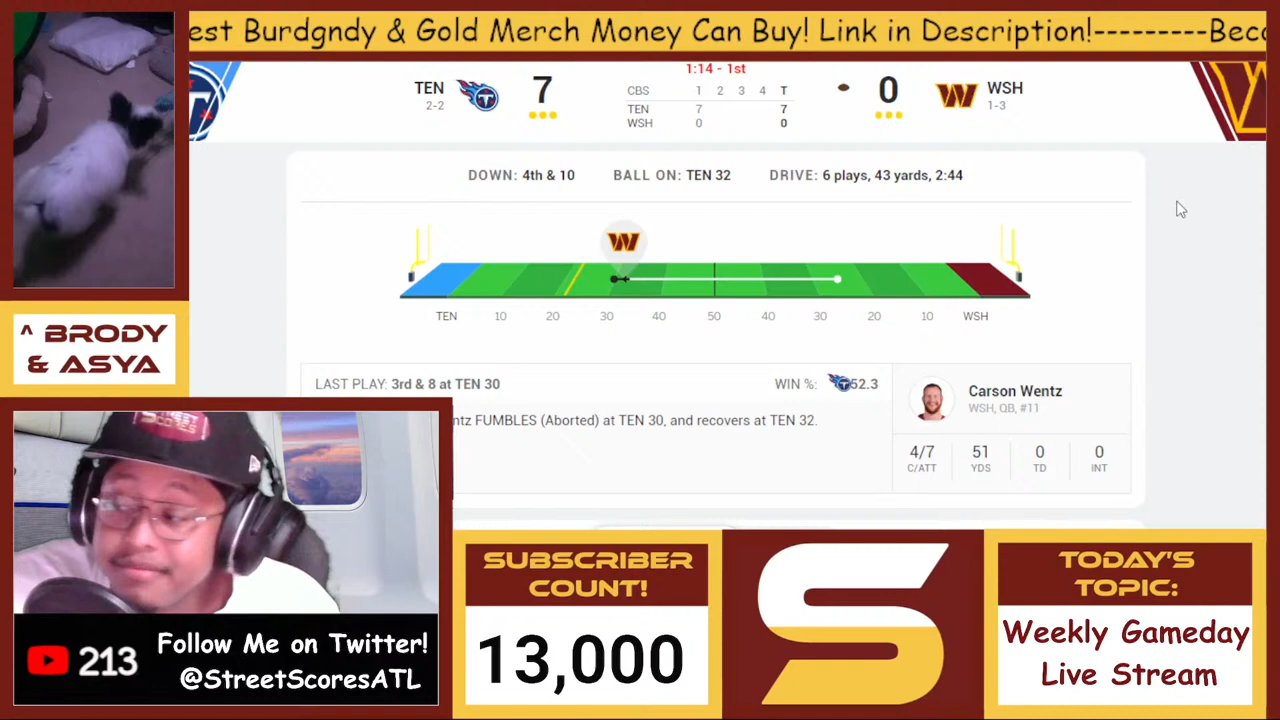 est Burdgndy & Gold Merch Money Can Buy! Link in Description!---------Beco
TEN
2-2
7
1:14 - 1st
CBS 1 2 3 4 T
TEN 7 7
WSH 0 0
0
W
WSH
1-3
DOWN: 4th & 10 BALL ON: TEN 32 DRIVE: 6 plays, 43 yards, 2:44
W
TEN 10 20 30 40 50 40 30 20 10 WSH
^ BRODY
& ASYA
LAST PLAY: 3rd & 8 at TEN 30 WIN %: 52.3
ntz FUMBLES (Aborted) at TEN 30, and recovers at TEN 32.
Carson Wentz
WSH, QB, #11
4/7 51 0 0
C/ATT YDS TD INT
SUBSCRIBER
COUNT!
13,000
S
TODAY'S
TOPIC:
Weekly Gameday
Live Stream
213
Follow Me on Twitter!
@StreetScoresATL